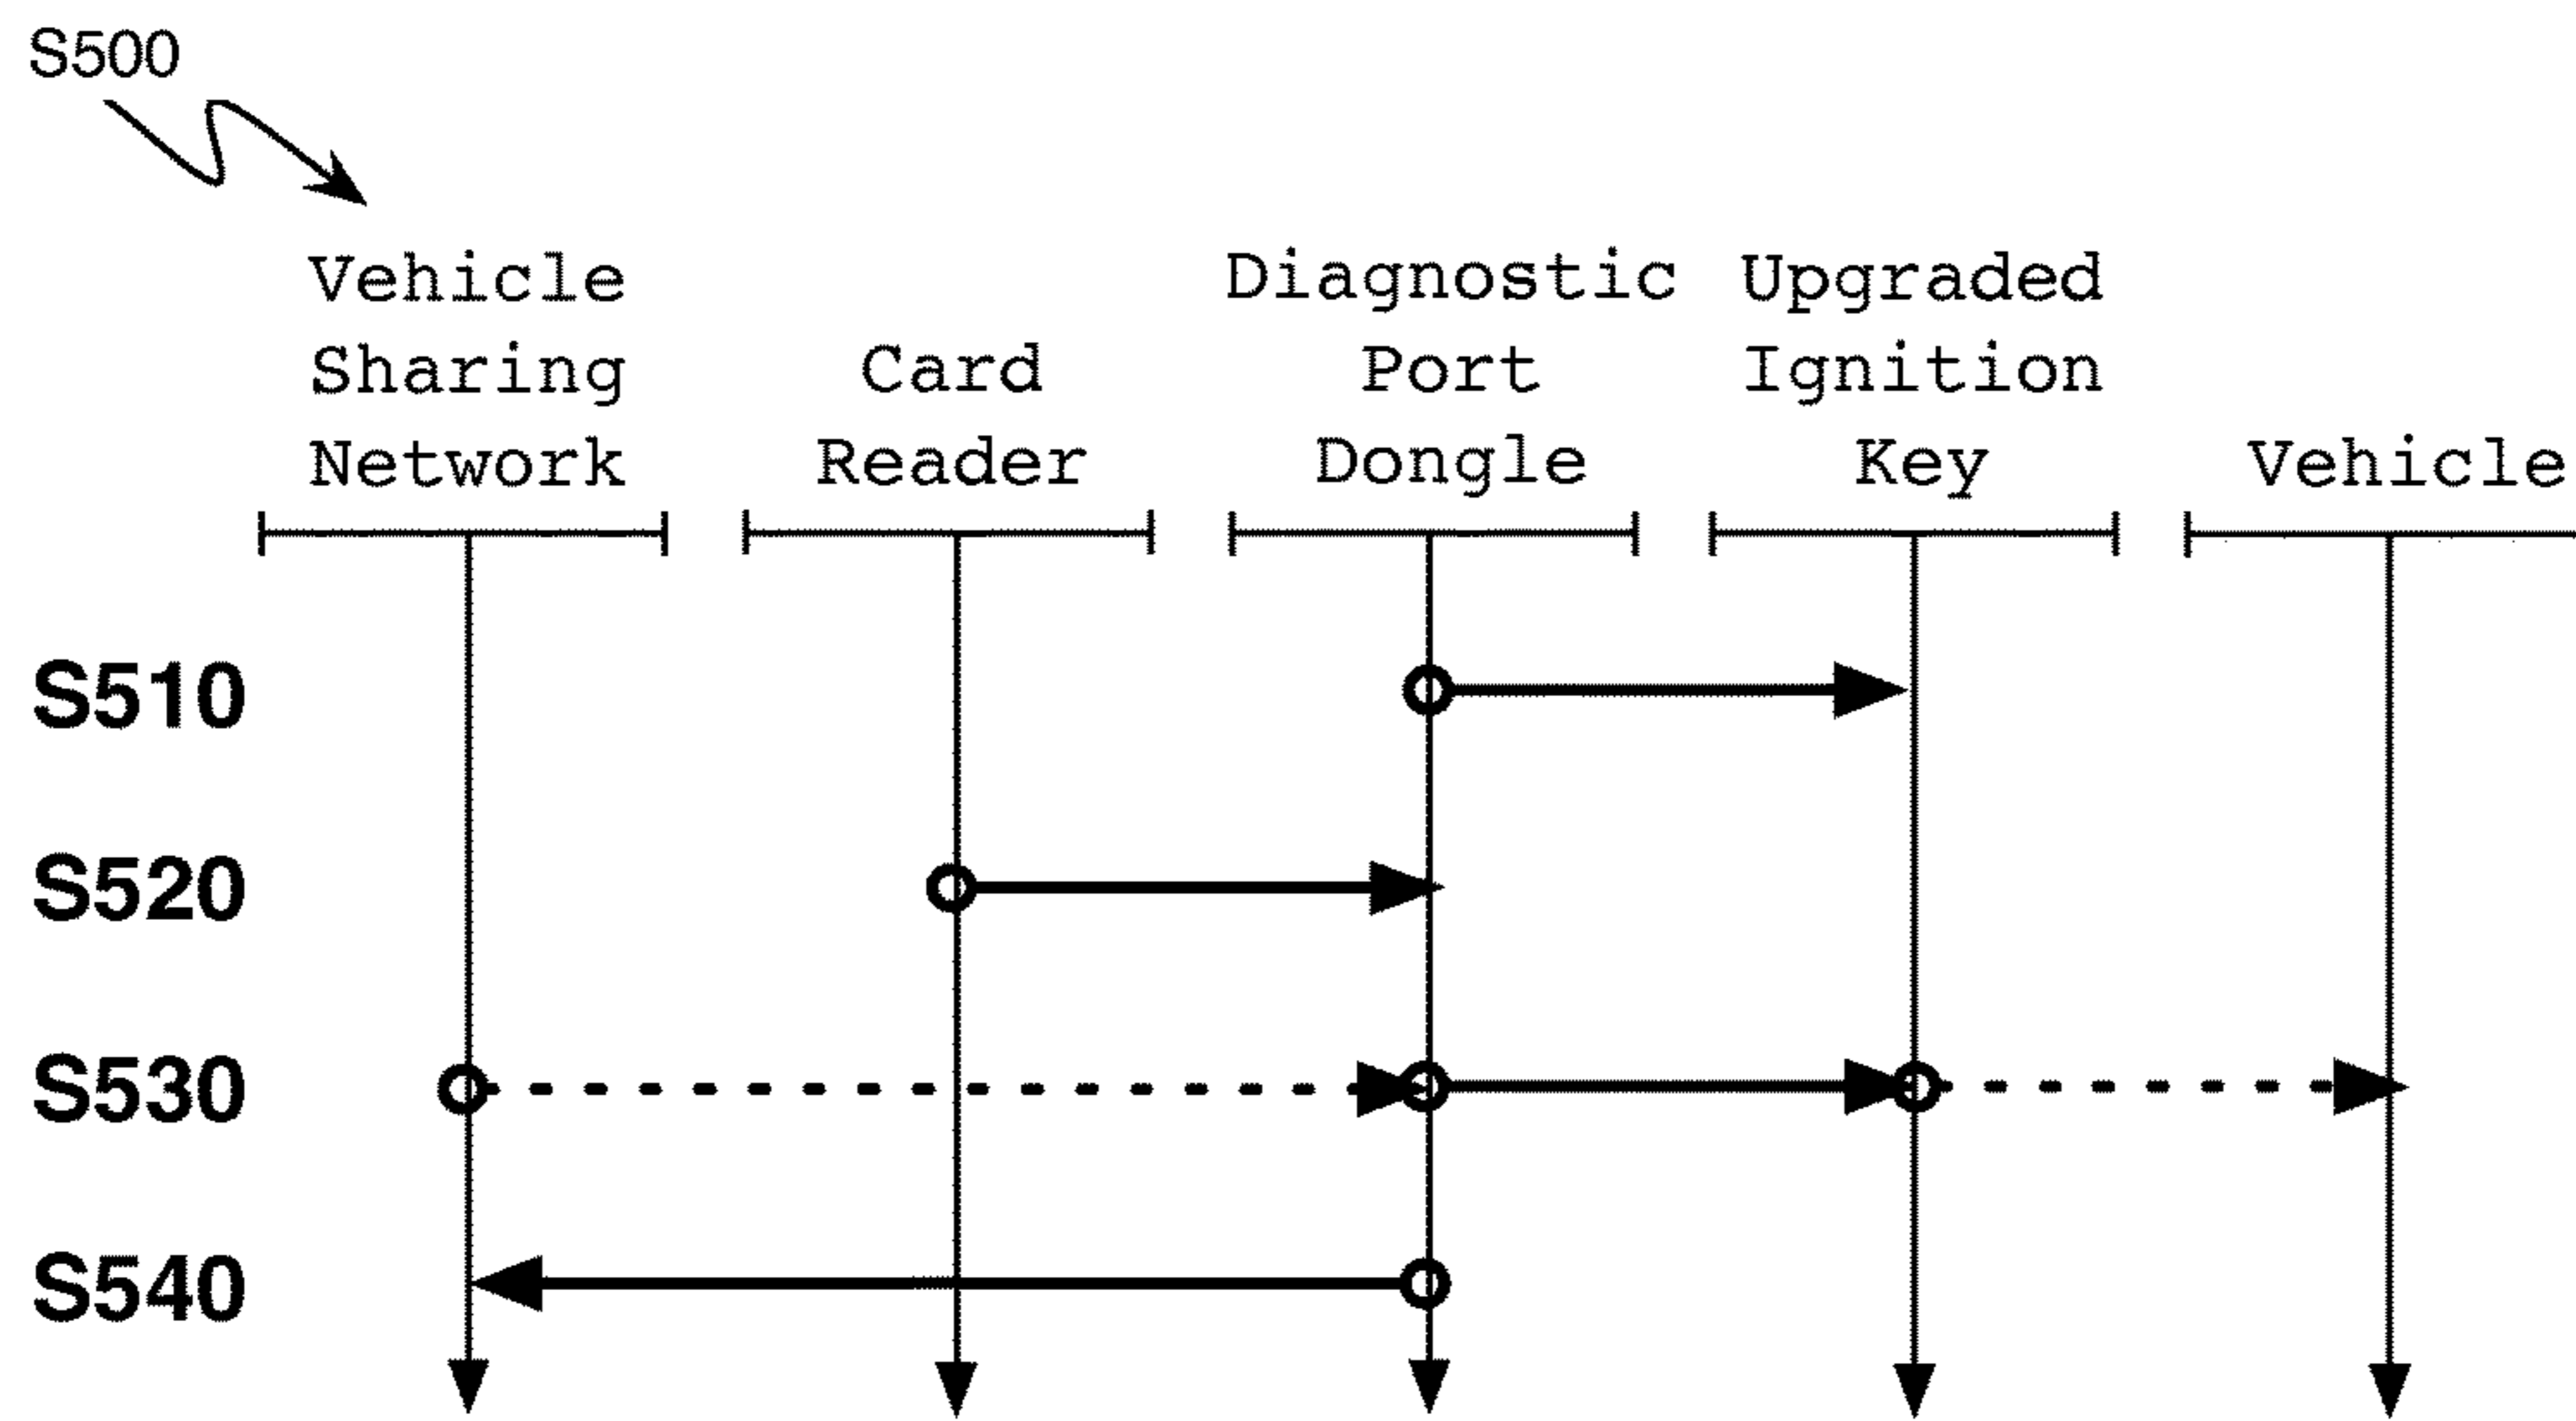 S500
Vehicle
Sharing
Network
Card
Reader
Diagnostic
Port
Dongle
Upgraded
Ignition
Key
Vehicle
S510
S520
S530
S540